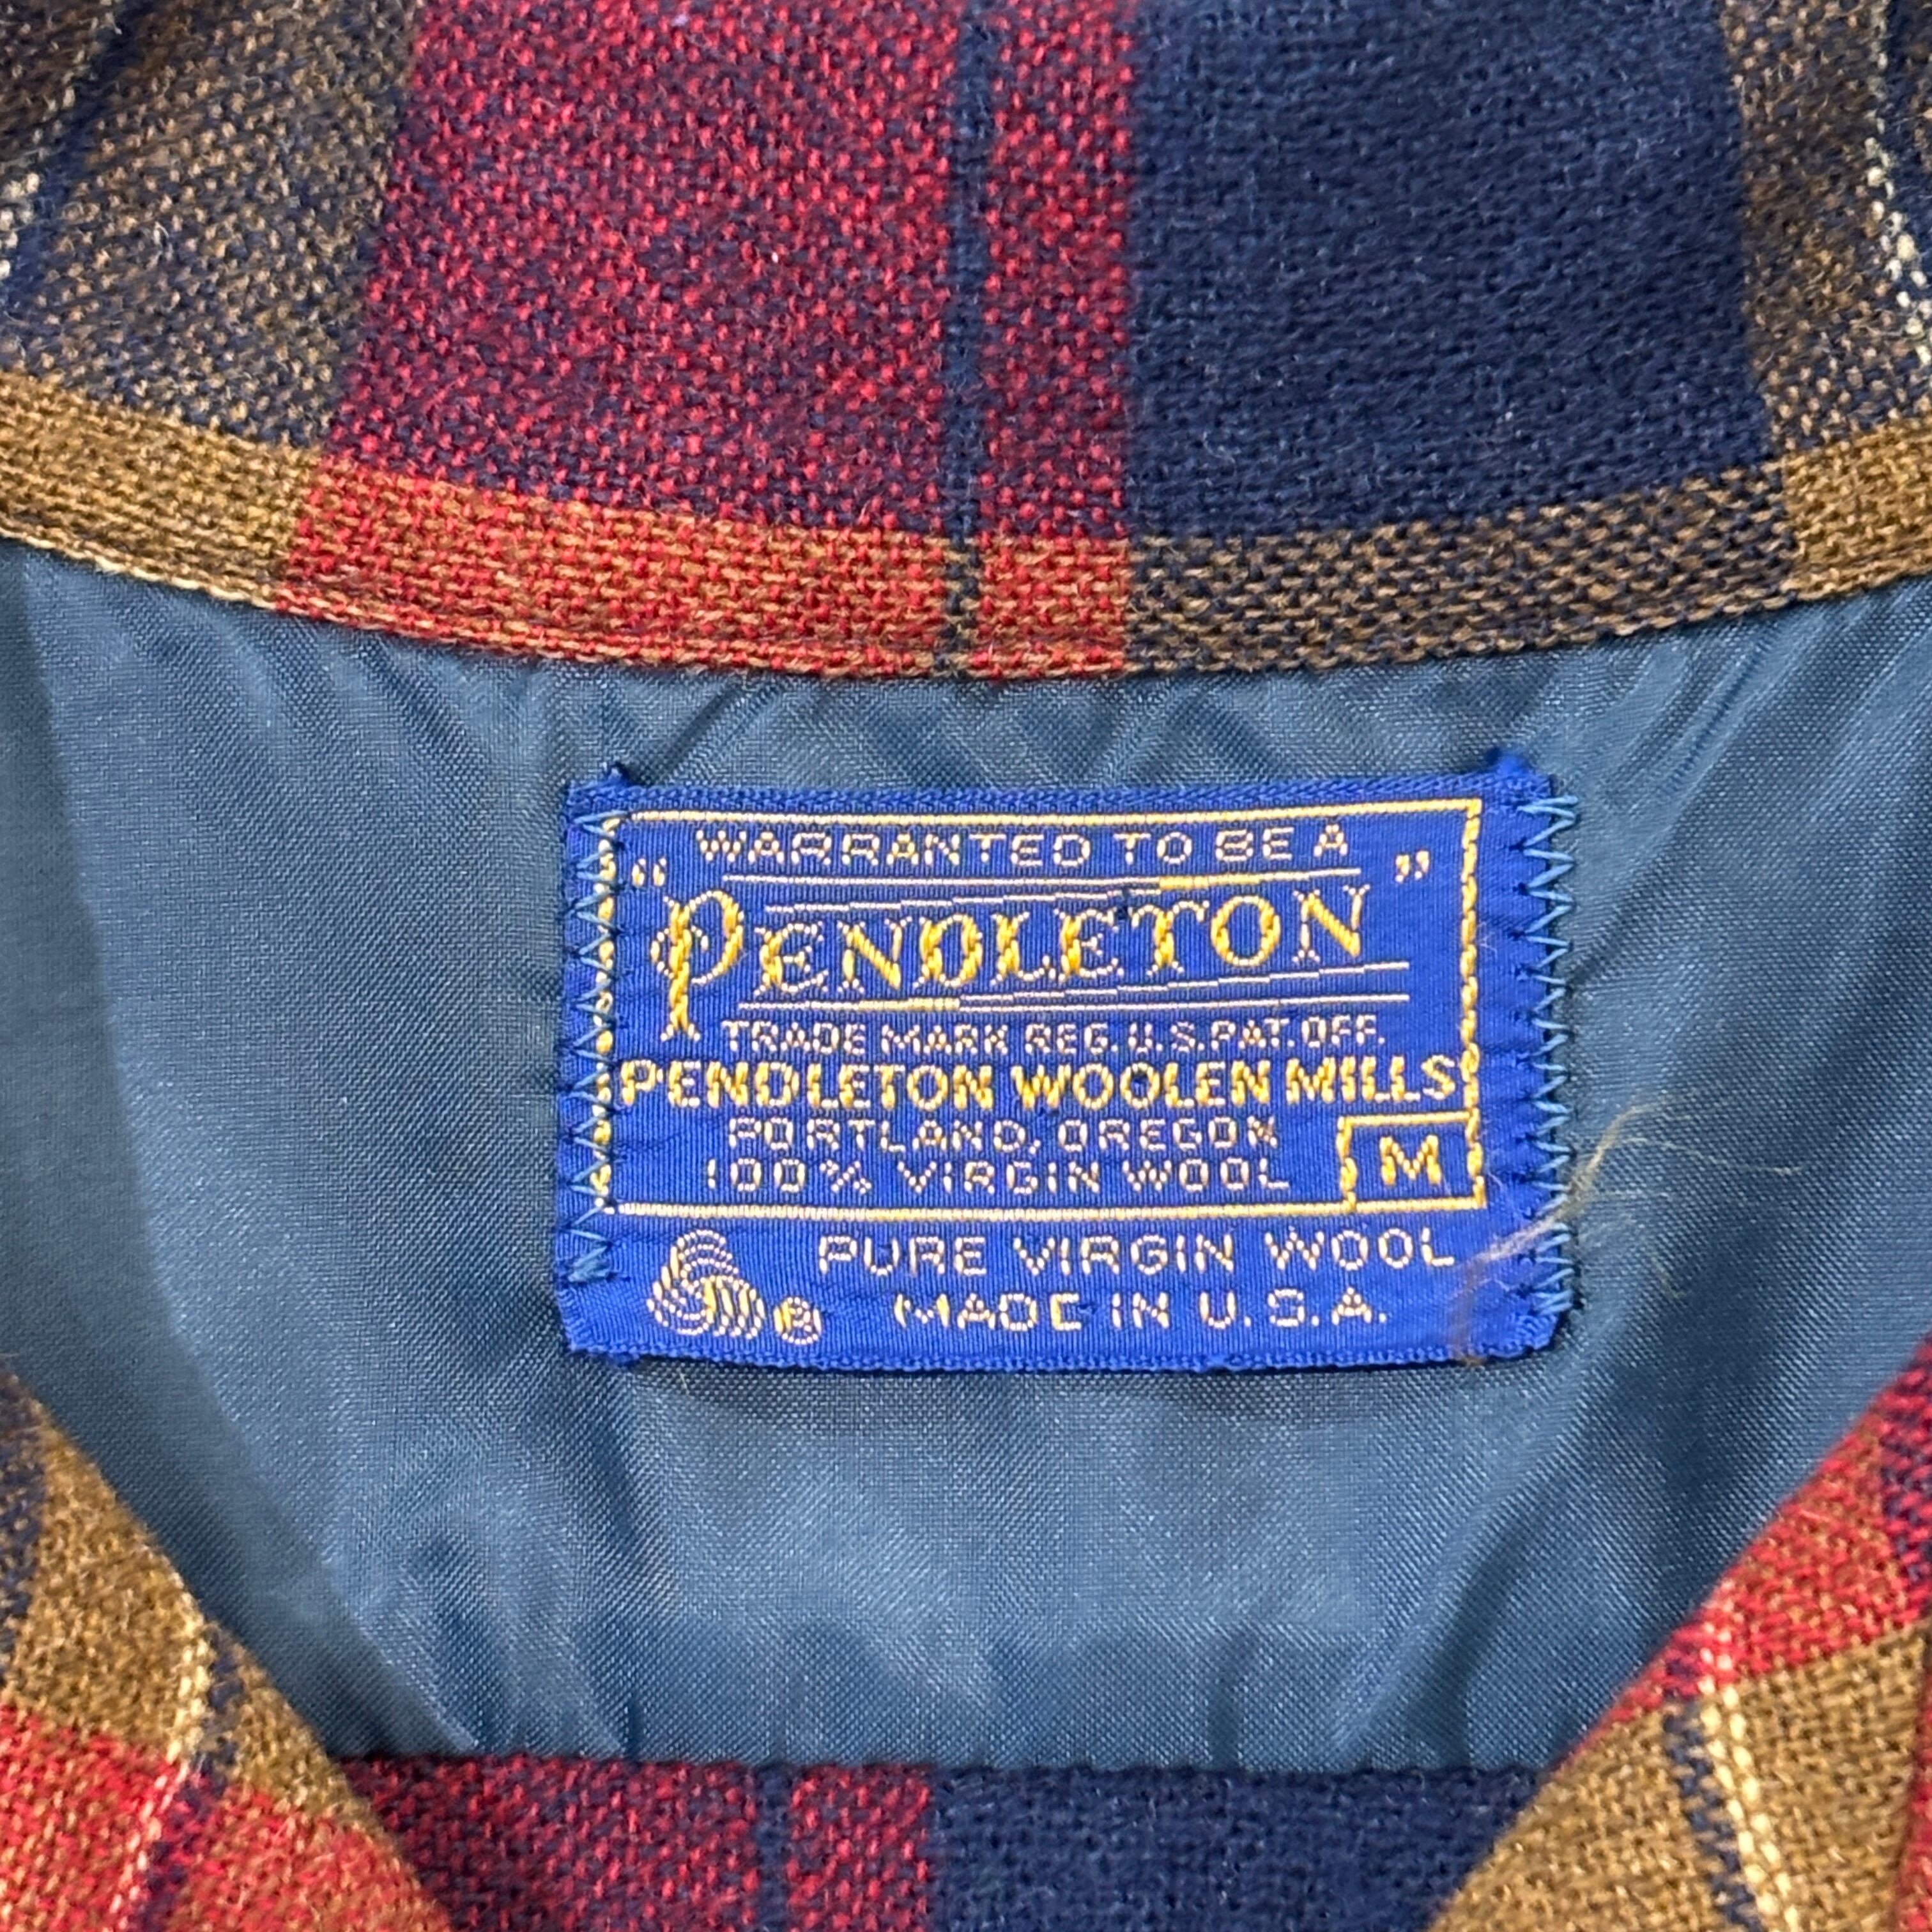 WARRANTED TO BE A
"PENDLETON"
TRADE MARK REG. U.S. PAT. OFF.
PENDLETON WOOLEN MILLS
PORTLAND, OREGON
100% VIRGIN WOOL
M
PURE VIRGIN WOOL
® MADE IN U.S.A.